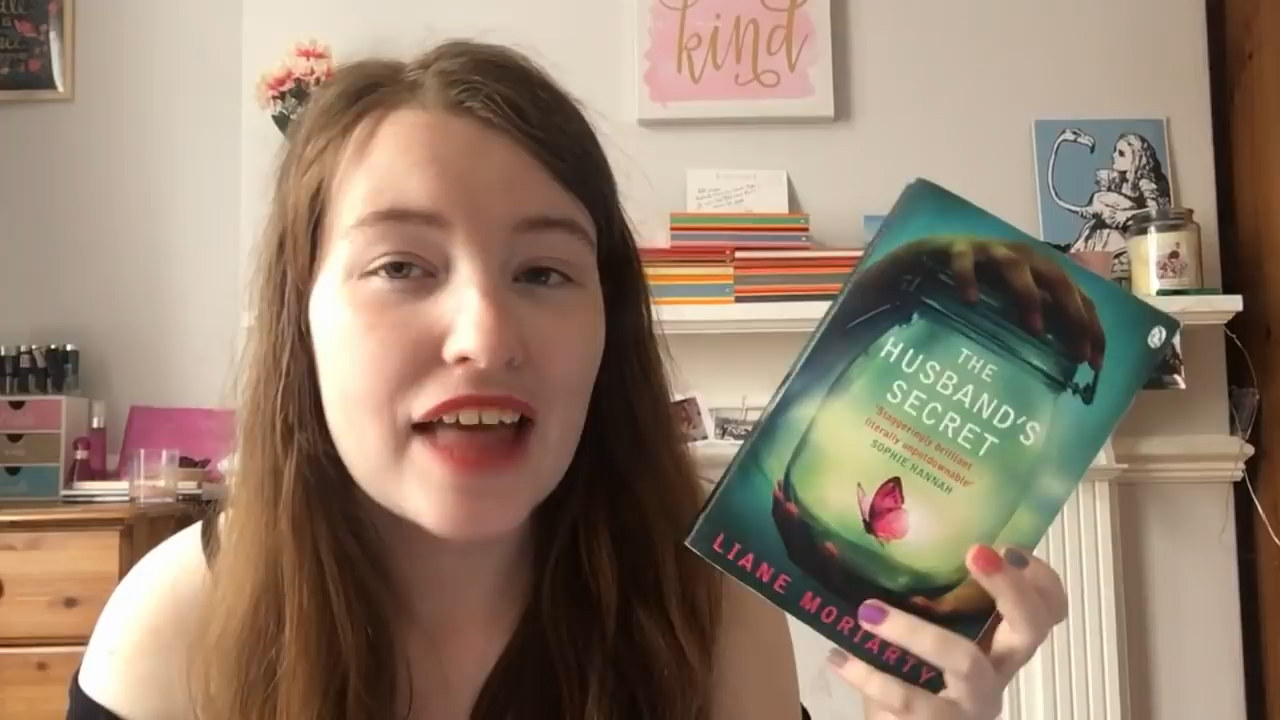 kind
THE
HUSBAND'S
SECRET
'Staggeringly brilliant
literally unputdownable'
SOPHIE HANNAH
LIANE MORIARTY